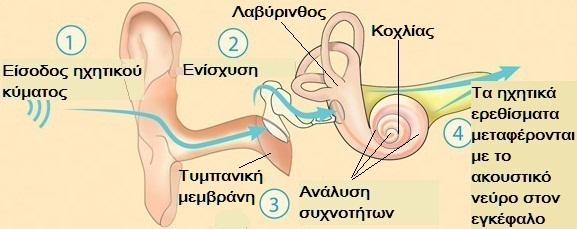 1
Είσοδος ηχητικού
κύματος
2
Ενίσχυση
Λαβύρινθος
Κοχλίας
Τυμπανική
μεμβράνη
3
Ανάλυση
συχνοτήτων
4
Τα ηχητικά
ερεθίσματα
μεταφέρονται
με το
ακουστικό
νεύρο στον
εγκέφαλο